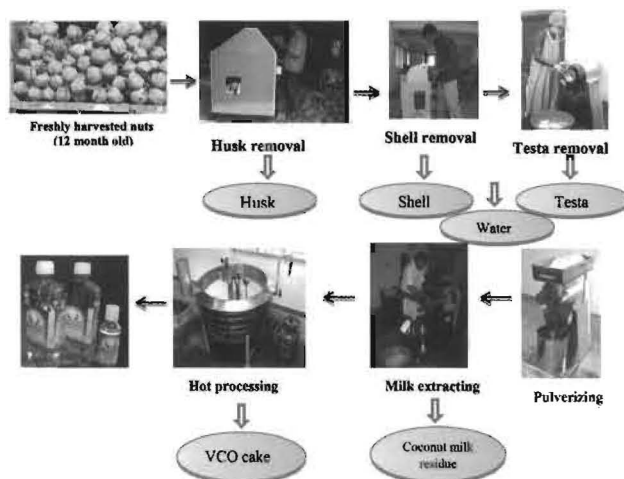 Freshly harvested nuts
(12 month old)
Husk removal
Shell removal
Testa removal
Husk
Shell
Testa
Water
Hot processing
Milk extracting
Pulverizing
VCO cake
Coconut milk
residue